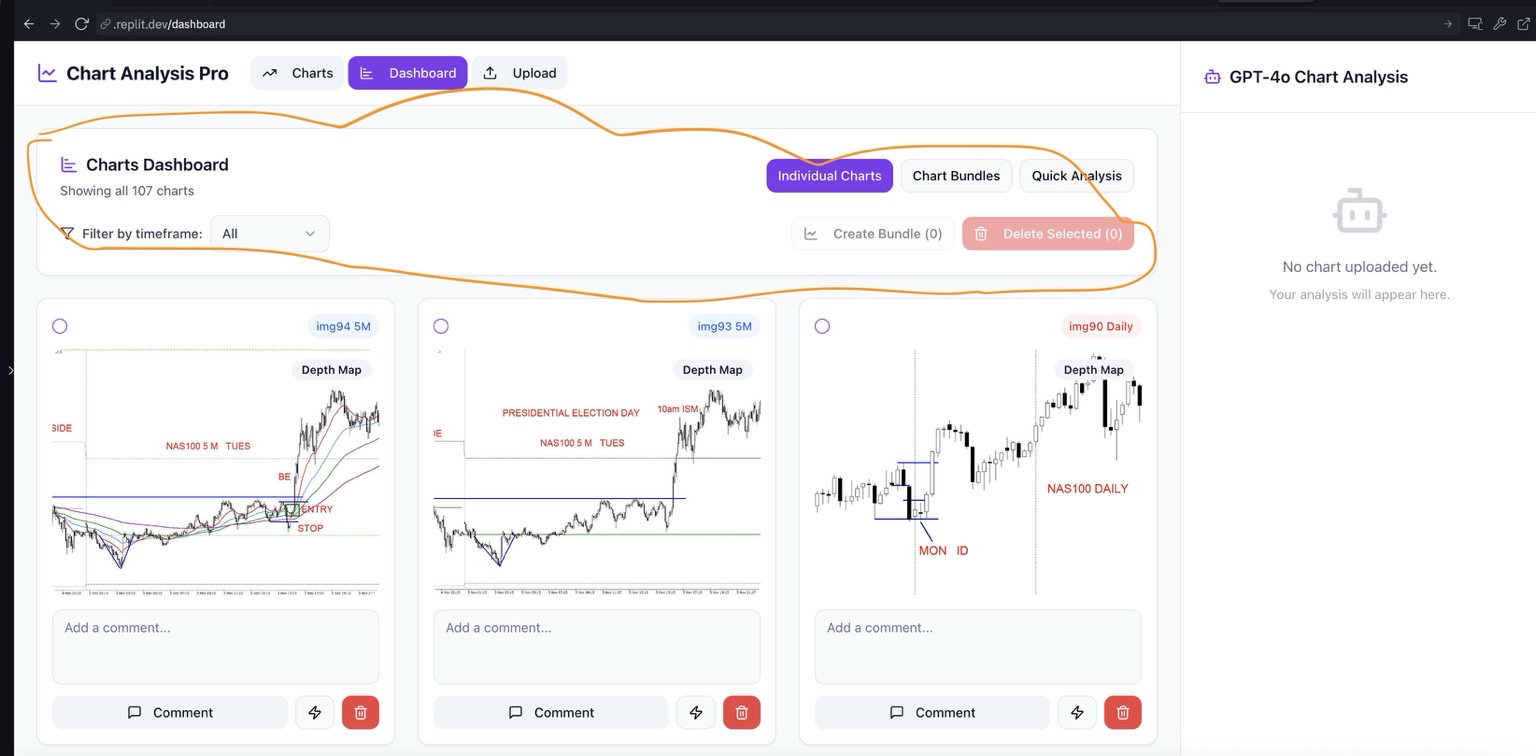 .replit.dev/dashboard
Chart Analysis Pro
Charts
Dashboard
Upload
GPT-4o Chart Analysis
Charts Dashboard
Showing all 107 charts
Individual Charts
Chart Bundles
Quick Analysis
Filter by timeframe:
All
Create Bundle (0)
Delete Selected (0)
No chart uploaded yet.
Your analysis will appear here.
img94 5M
Depth Map
SIDE
NAS100 5 M TUES
BE
ENTRY
STOP
Add a comment...
Comment
img93 5M
Depth Map
PRESIDENTIAL ELECTION DAY
10am ISM
DE
NAS100 5 M TUES
Add a comment...
Comment
img90 Daily
Depth Map
NAS100 DAILY
MON ID
Add a comment...
Comment